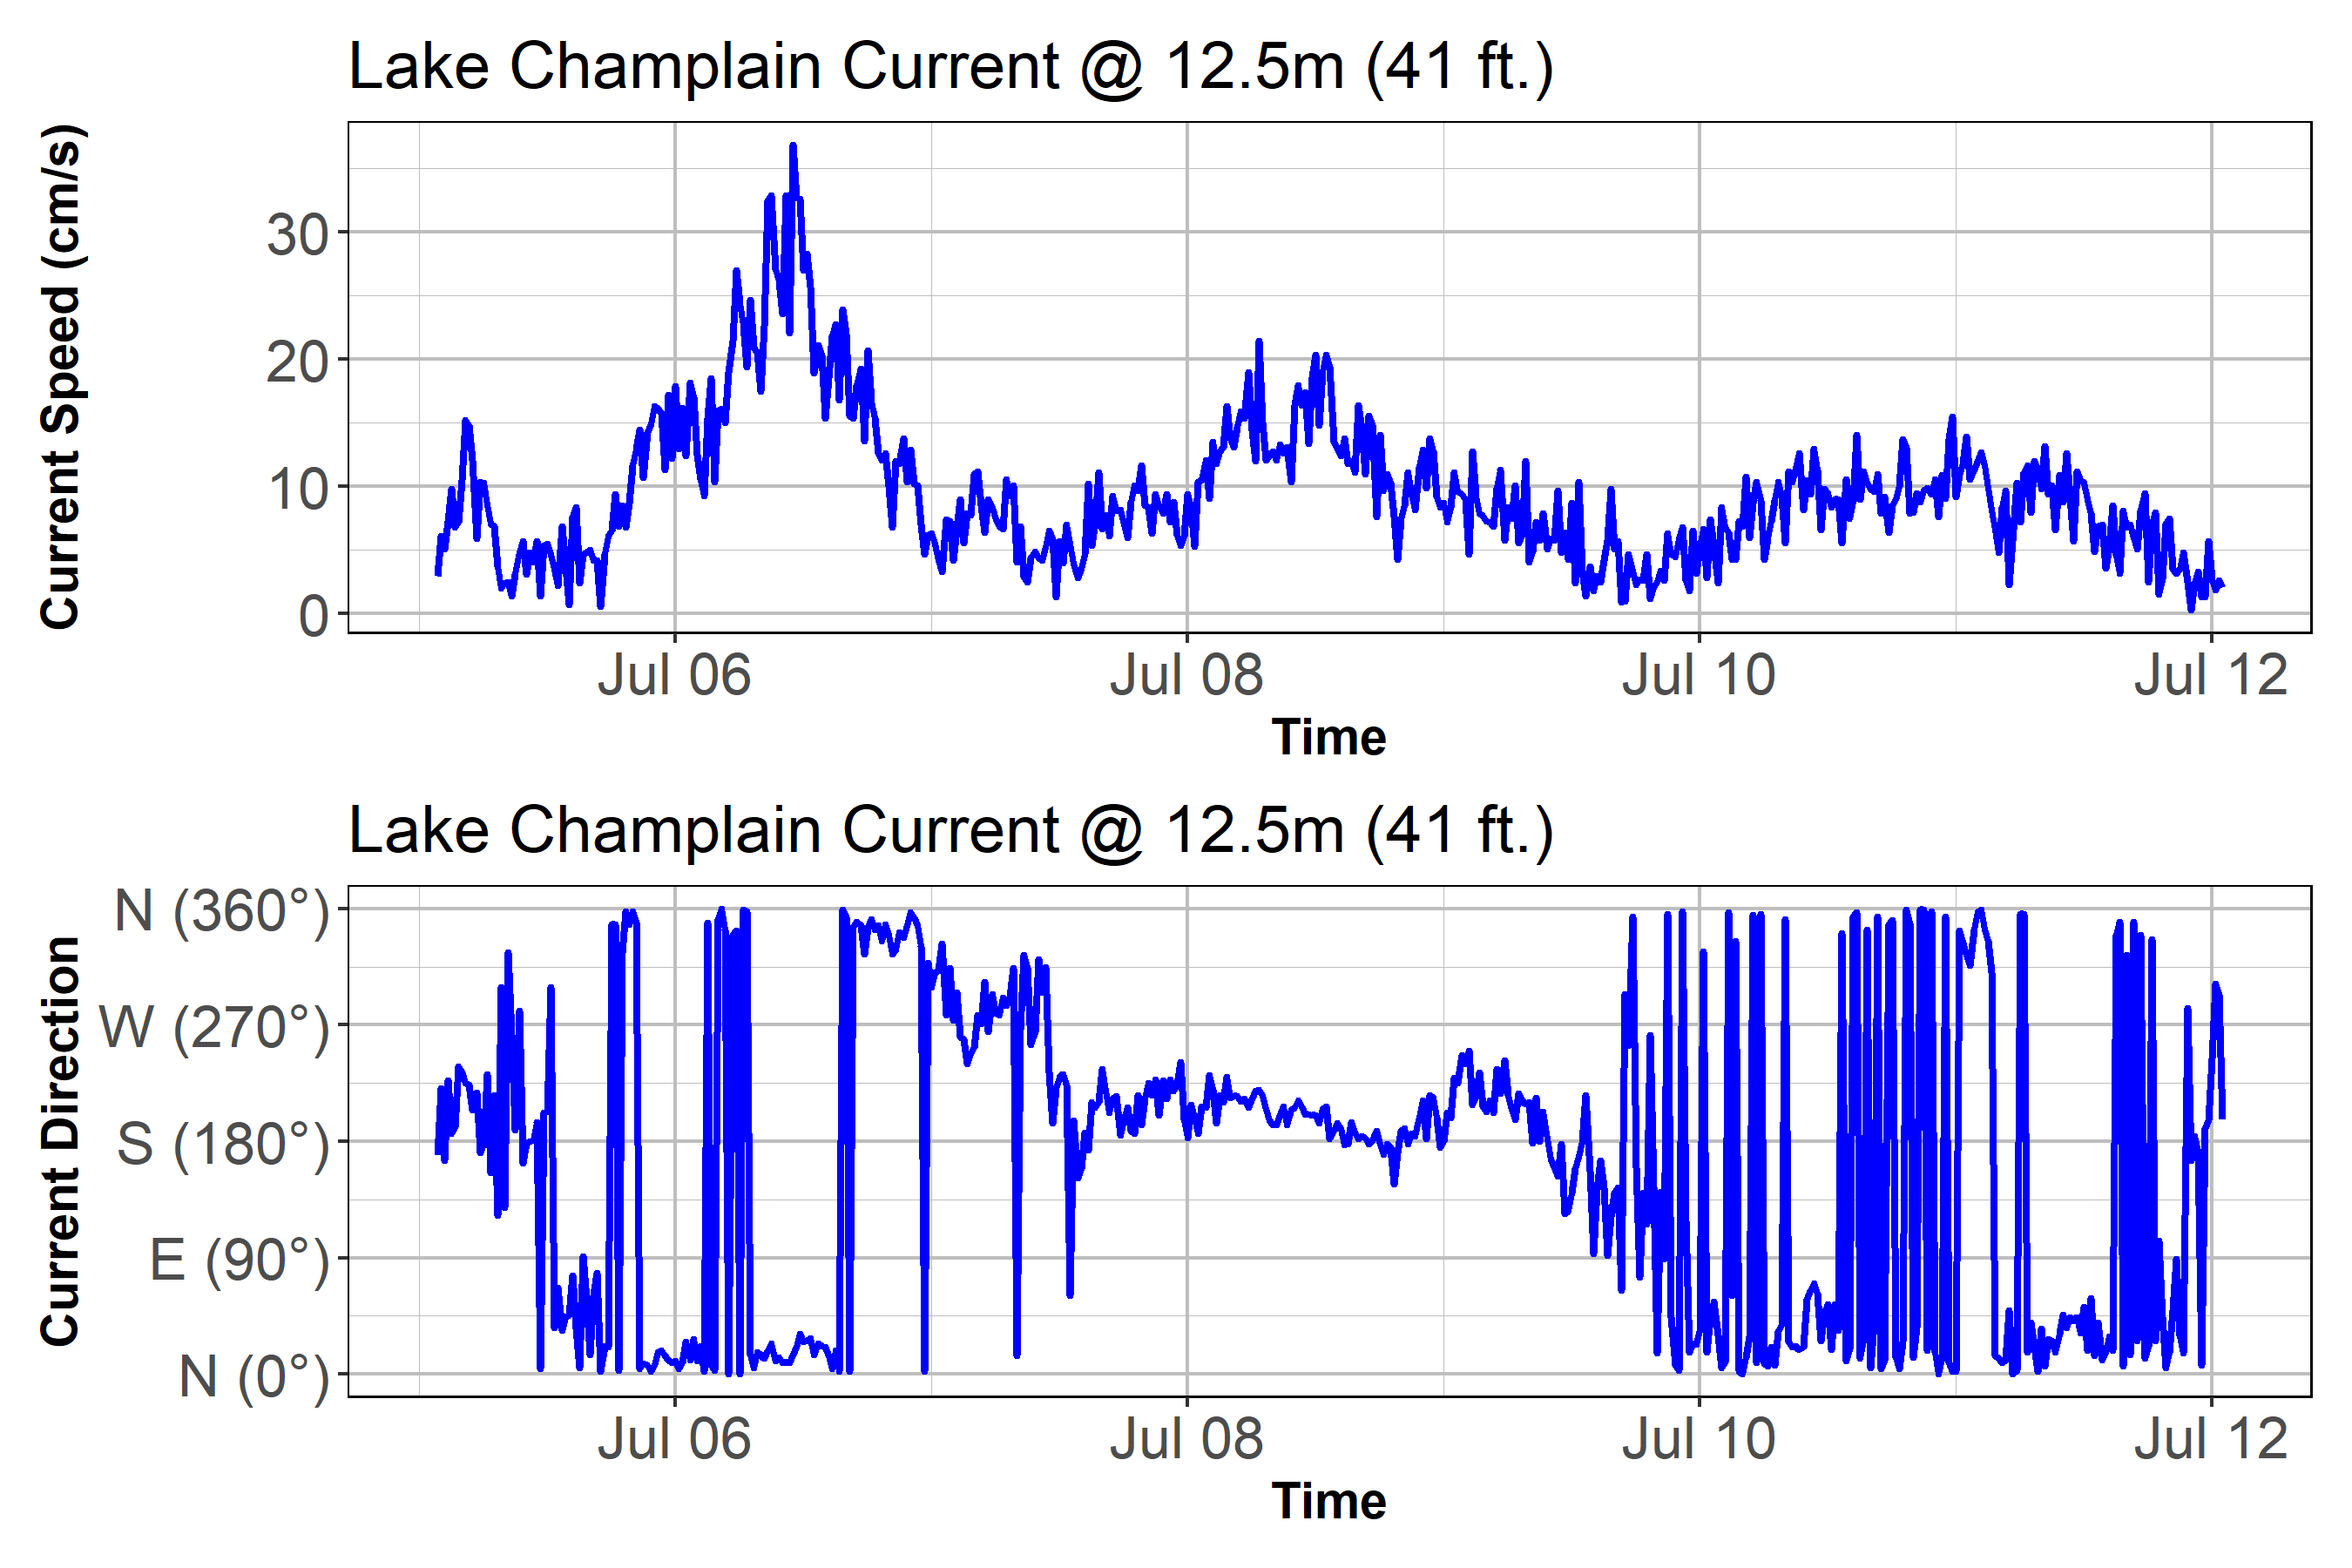 Lake Champlain Current @ 12.5m (41 ft.)
Current Speed (cm/s)
30
20
10
0
Jul 06 Jul 08 Jul 10 Jul 12
Time
Lake Champlain Current @ 12.5m (41 ft.)
Current Direction
N (360°)
W (270°)
S (180°)
E (90°)
N (0°)
Jul 06 Jul 08 Jul 10 Jul 12
Time